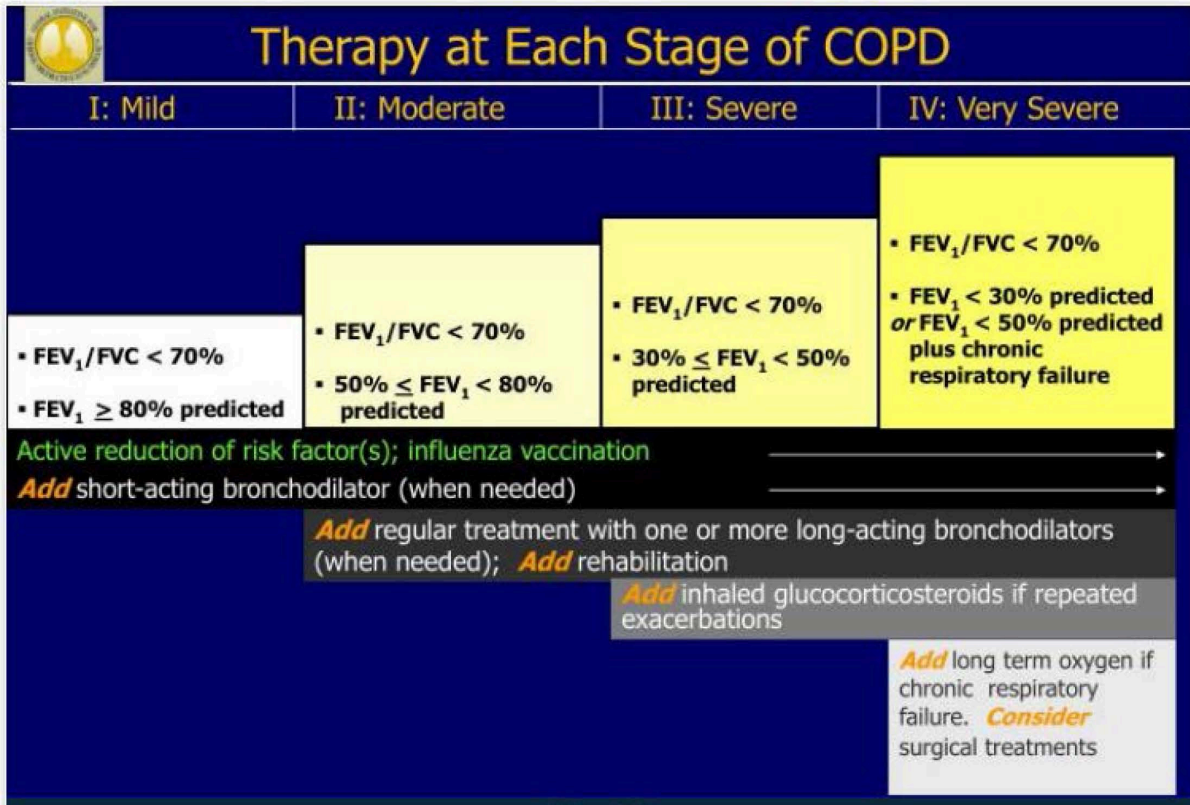 Therapy at Each Stage of COPD
I: Mild
II: Moderate
III: Severe
IV: Very Severe
▪ FEV₁/FVC < 70%
▪ FEV₁ ≥ 80% predicted
▪ FEV₁/FVC < 70%
▪ 50% ≤ FEV₁ < 80%
predicted
▪ FEV₁/FVC < 70%
▪ 30% ≤ FEV₁ < 50%
predicted
▪ FEV₁/FVC < 70%
▪ FEV₁ < 30% predicted
or FEV₁ < 50% predicted
plus chronic
respiratory failure
Active reduction of risk factor(s); influenza vaccination
Add short-acting bronchodilator (when needed)
Add regular treatment with one or more long-acting bronchodilators
(when needed); Add rehabilitation
Add inhaled glucocorticosteroids if repeated
exacerbations
Add long term oxygen if
chronic respiratory
failure. Consider
surgical treatments